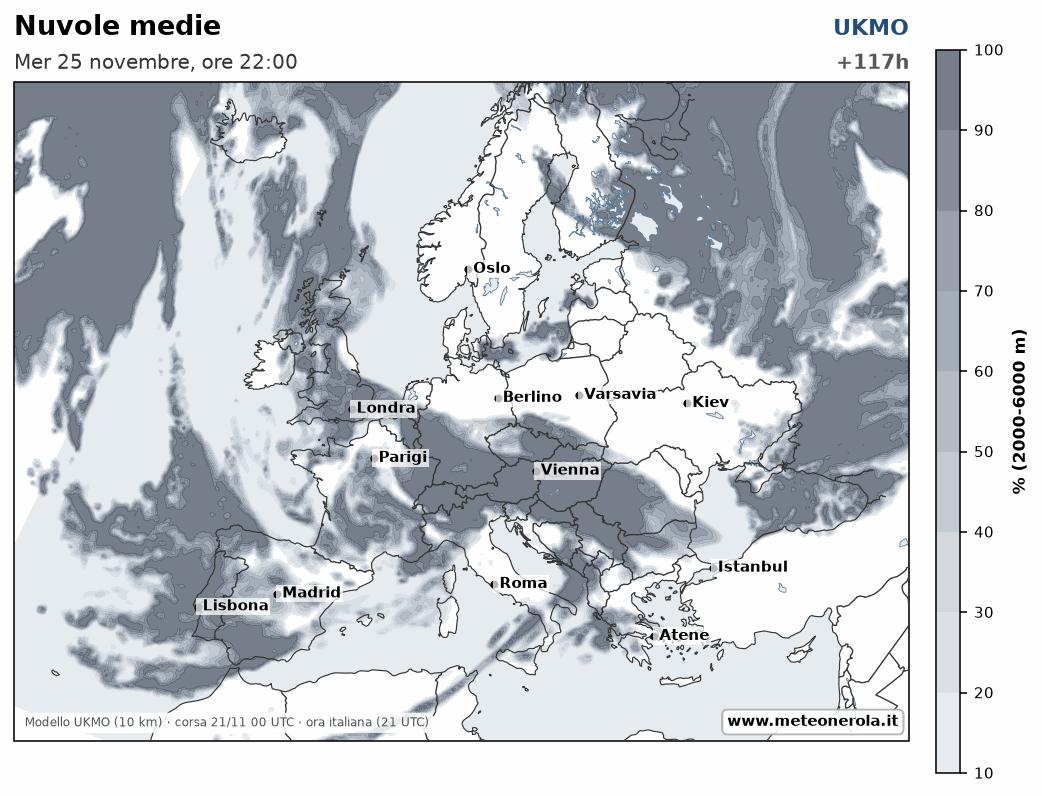 Nuvole medie
UKMO
Mer 25 novembre, ore 22:00
+117h
100
90
80
70
60
50
40
30
20
10
% (2000-6000 m)
Oslo
Berlino
Varsavia
Kiev
Londra
Parigi
Vienna
Istanbul
Roma
Madrid
Lisbona
Atene
Modello UKMO (10 km) · corsa 21/11 00 UTC · ora italiana (21 UTC)
www.meteonerola.it